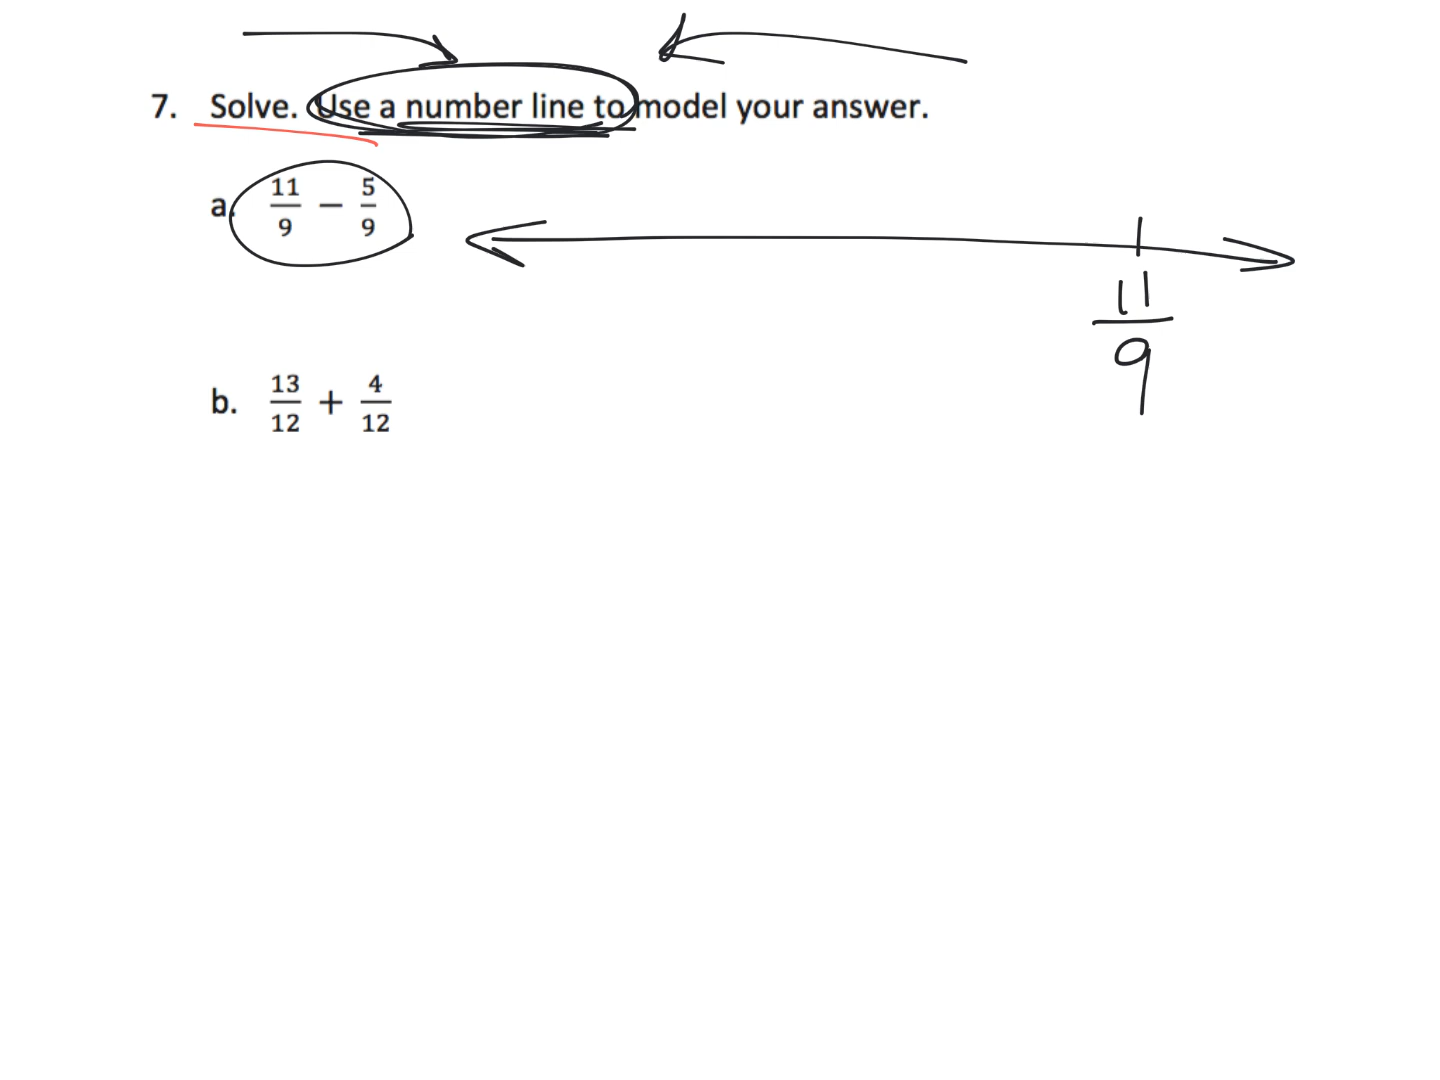 7. Solve. Use a number line to model your answer.
a. 11/9 − 5/9
11/9
b. 13/12 + 4/12